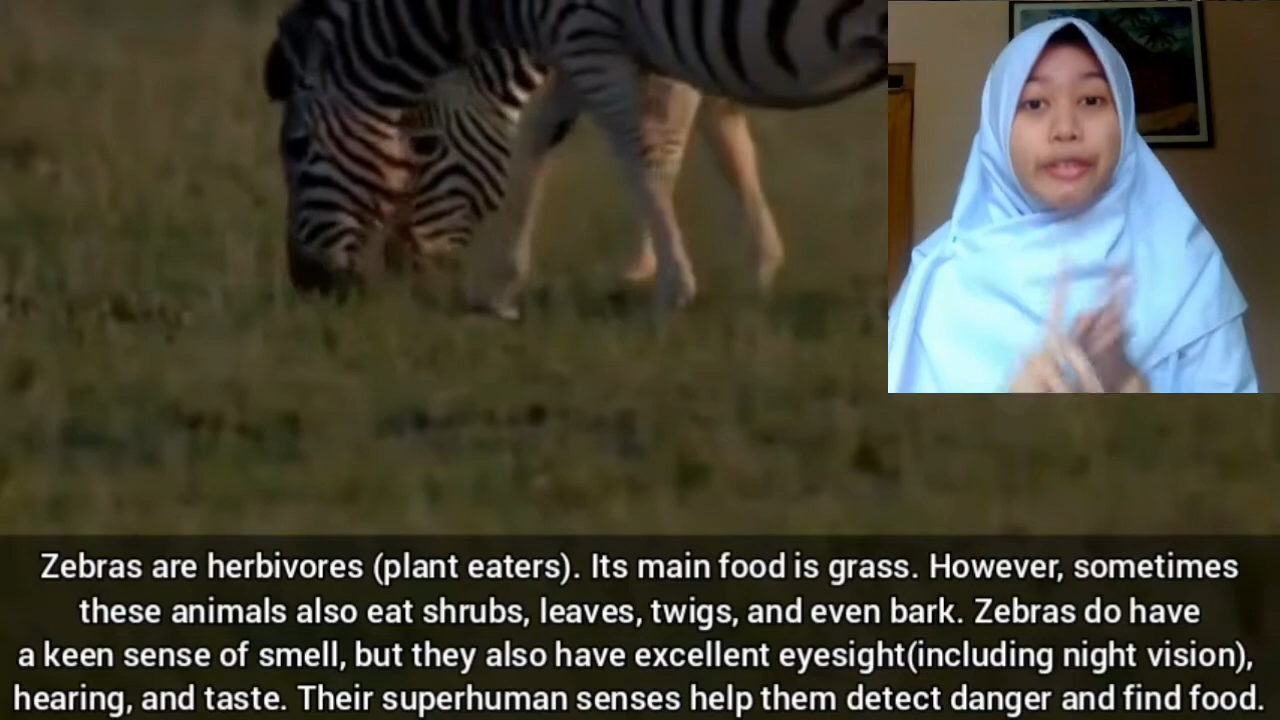 Zebras are herbivores (plant eaters). Its main food is grass. However, sometimes
these animals also eat shrubs, leaves, twigs, and even bark. Zebras do have
a keen sense of smell, but they also have excellent eyesight(including night vision),
hearing, and taste. Their superhuman senses help them detect danger and find food.